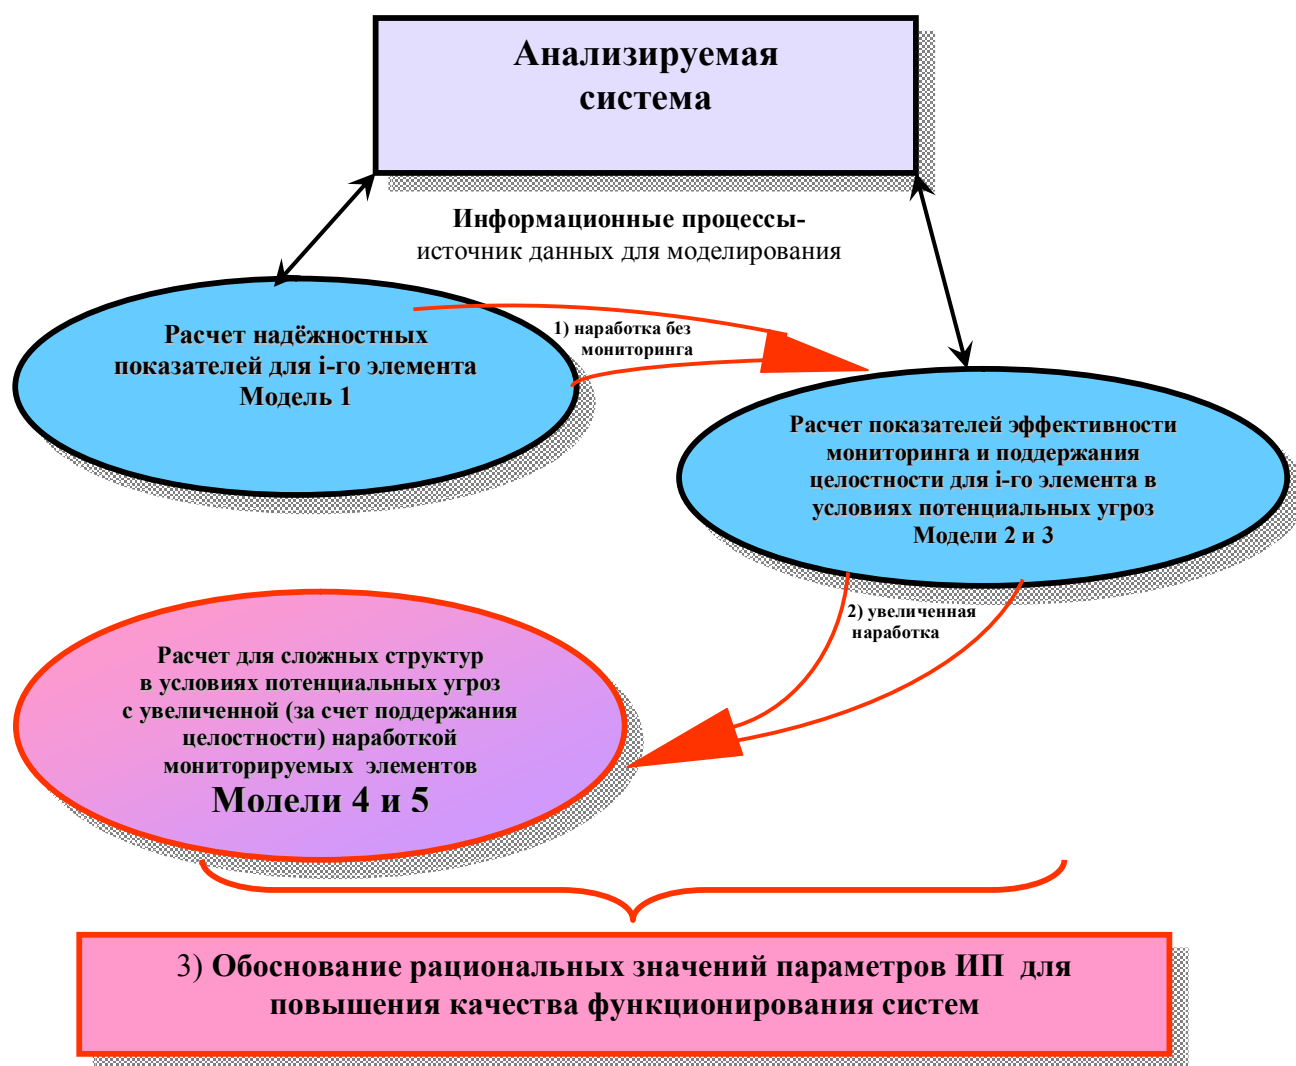 Анализируемая
система
Информационные процессы-
источник данных для моделирования
Расчет надёжностных
показателей для i-го элемента
Модель 1
1) наработка без
мониторинга
Расчет показателей эффективности
мониторинга и поддержания
целостности для i-го элемента в
условиях потенциальных угроз
Модели 2 и 3
2) увеличенная
наработка
Расчет для сложных структур
в условиях потенциальных угроз
с увеличенной (за счет поддержания
целостности) наработкой
мониторируемых элементов
Модели 4 и 5
3) Обоснование рациональных значений параметров ИП для
повышения качества функционирования систем